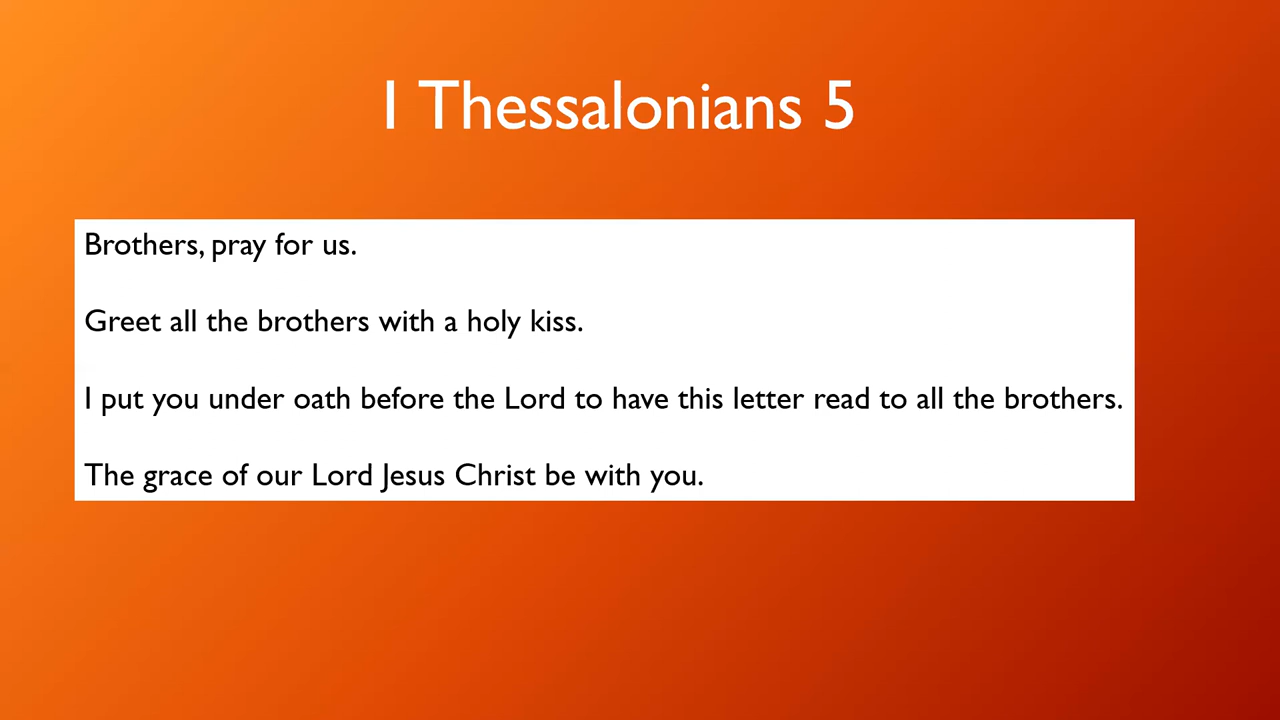 1 Thessalonians 5
Brothers, pray for us.
Greet all the brothers with a holy kiss.
I put you under oath before the Lord to have this letter read to all the brothers.
The grace of our Lord Jesus Christ be with you.